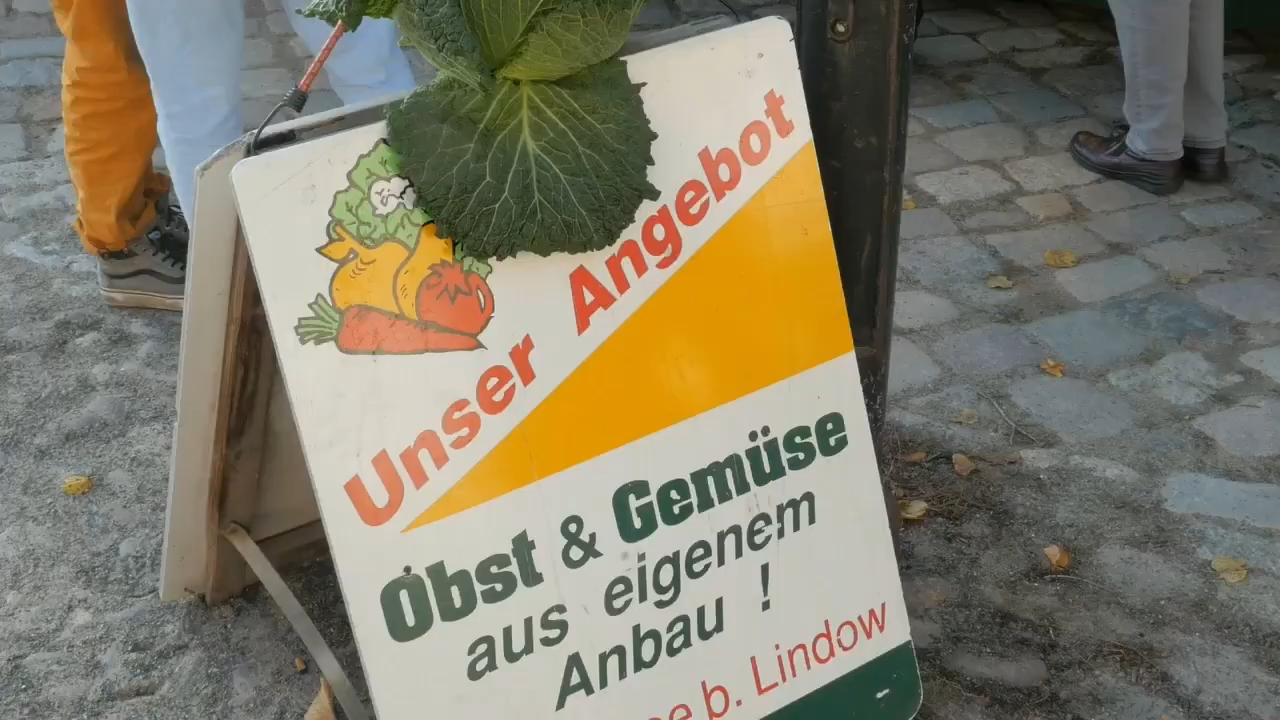 Unser Angebot
Obst & Gemüse
aus eigenem
Anbau !
b. Lindow